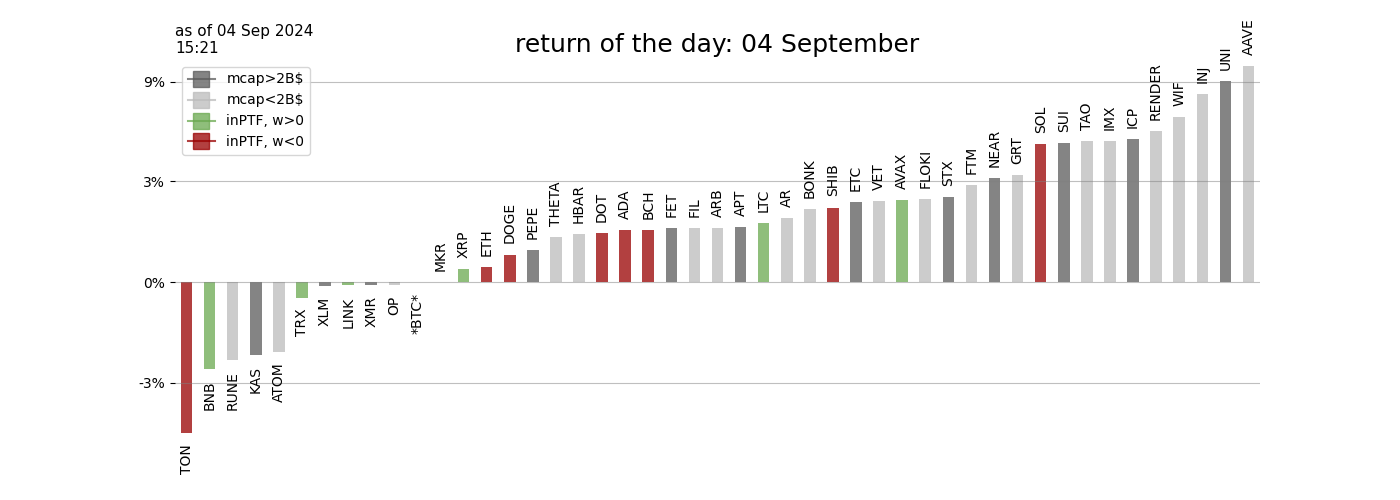 as of 04 Sep 2024
15:21
return of the day: 04 September
mcap>2B$
mcap<2B$
inPTF, w>0
inPTF, w<0
9%
3%
0%
-3%
TON
BNB
RUNE
KAS
ATOM
TRX
XLM
LINK
XMR
OP
*BTC*
MKR
XRP
ETH
DOGE
PEPE
THETA
HBAR
DOT
ADA
BCH
FET
FIL
ARB
APT
LTC
AR
BONK
SHIB
ETC
VET
AVAX
FLOKI
STX
FTM
NEAR
GRT
SOL
SUI
TAO
IMX
ICP
RENDER
WIF
INJ
UNI
AAVE